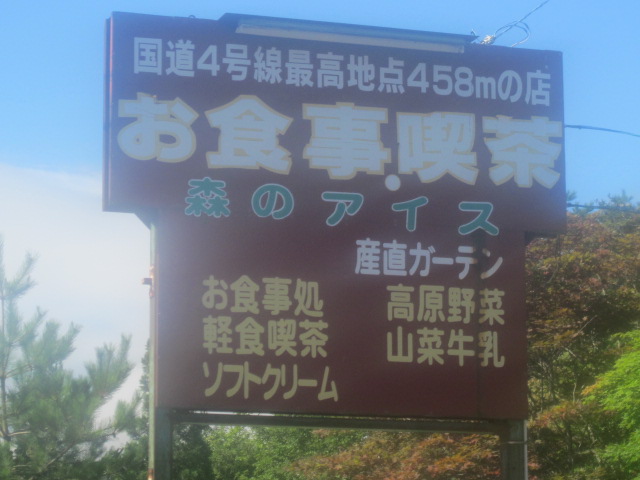 国道4号線最高地点458mの店
お食事・喫茶
森のアイス
産直ガーデン
お食事処 高原野菜
軽食喫茶 山菜牛乳
ソフトクリーム